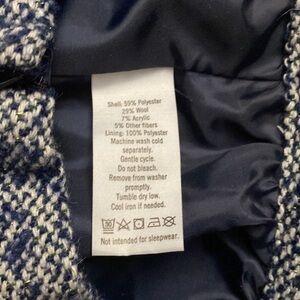 Shell: 59% Polyester
29% Wool
7% Acrylic
5% Other fibers
Lining: 100% Polyester
Machine wash cold
separately.
Gentle cycle.
Do not bleach.
Remove from washer
promptly.
Tumble dry low.
Cool iron if needed.
Not intended for sleepwear.